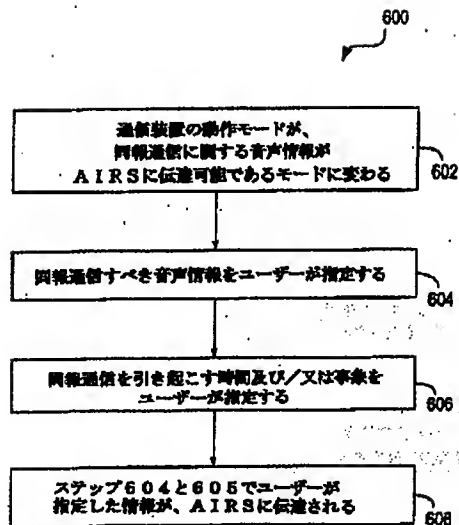 600
通信装置の動作モードが、
同報通信に関する音声情報が
AIRSに伝達可能であるモードに変わる
602
同報通信すべき音声情報をユーザーが指定する
604
同報通信を引き起こす時間及び/又は事象を
ユーザーが指定する
606
ステップ604と605でユーザーが
指定した情報が、AIRSに伝達される
608